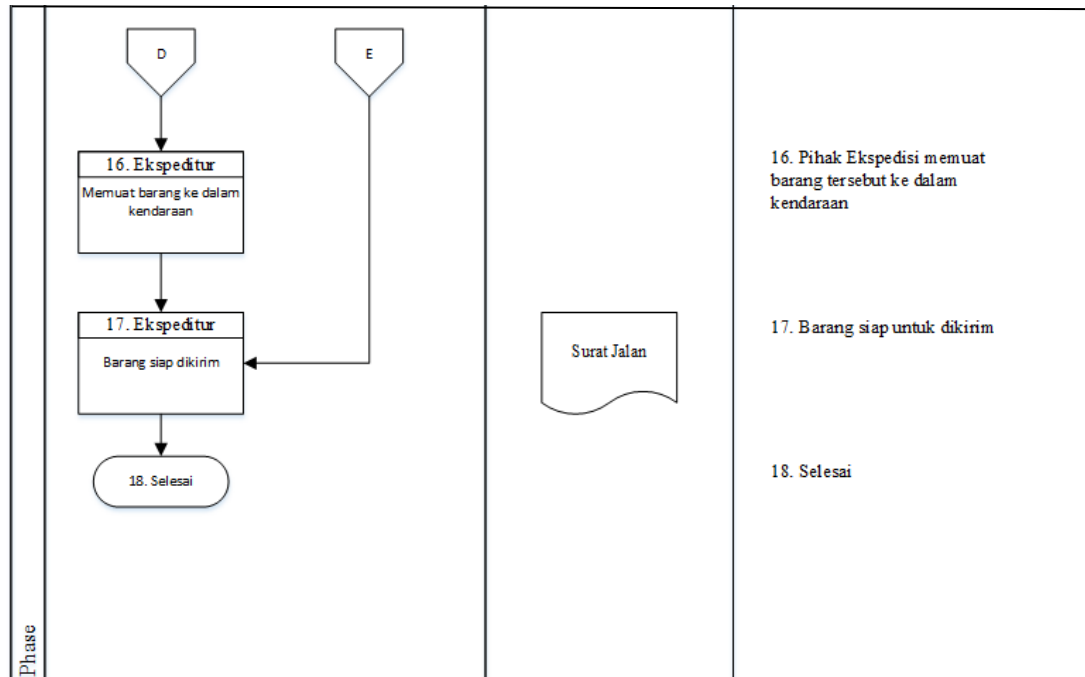 D
E
16. Ekspeditur
Memuat barang ke dalam
kendaraan
17. Ekspeditur
Barang siap dikirim
18. Selesai
Surat Jalan
16. Pihak Ekspedisi memuat
barang tersebut ke dalam
kendaraan
17. Barang siap untuk dikirim
18. Selesai
Phase